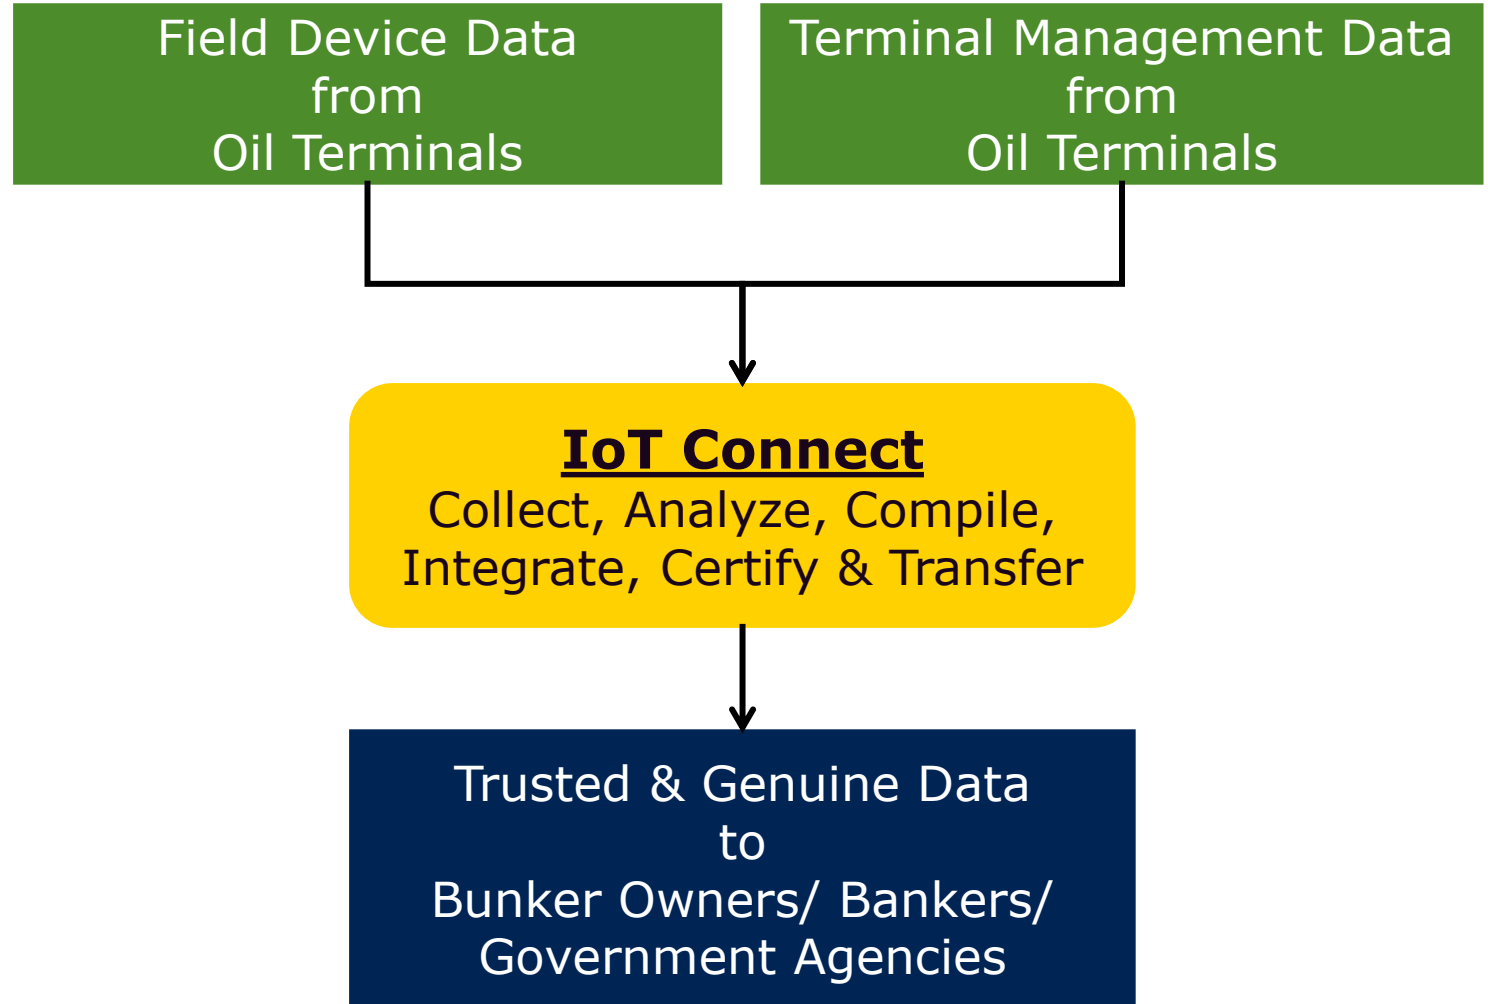 Field Device Data
from
Oil Terminals
Terminal Management Data
from
Oil Terminals
IoT Connect
Collect, Analyze, Compile,
Integrate, Certify & Transfer
Trusted & Genuine Data
to
Bunker Owners/ Bankers/
Government Agencies